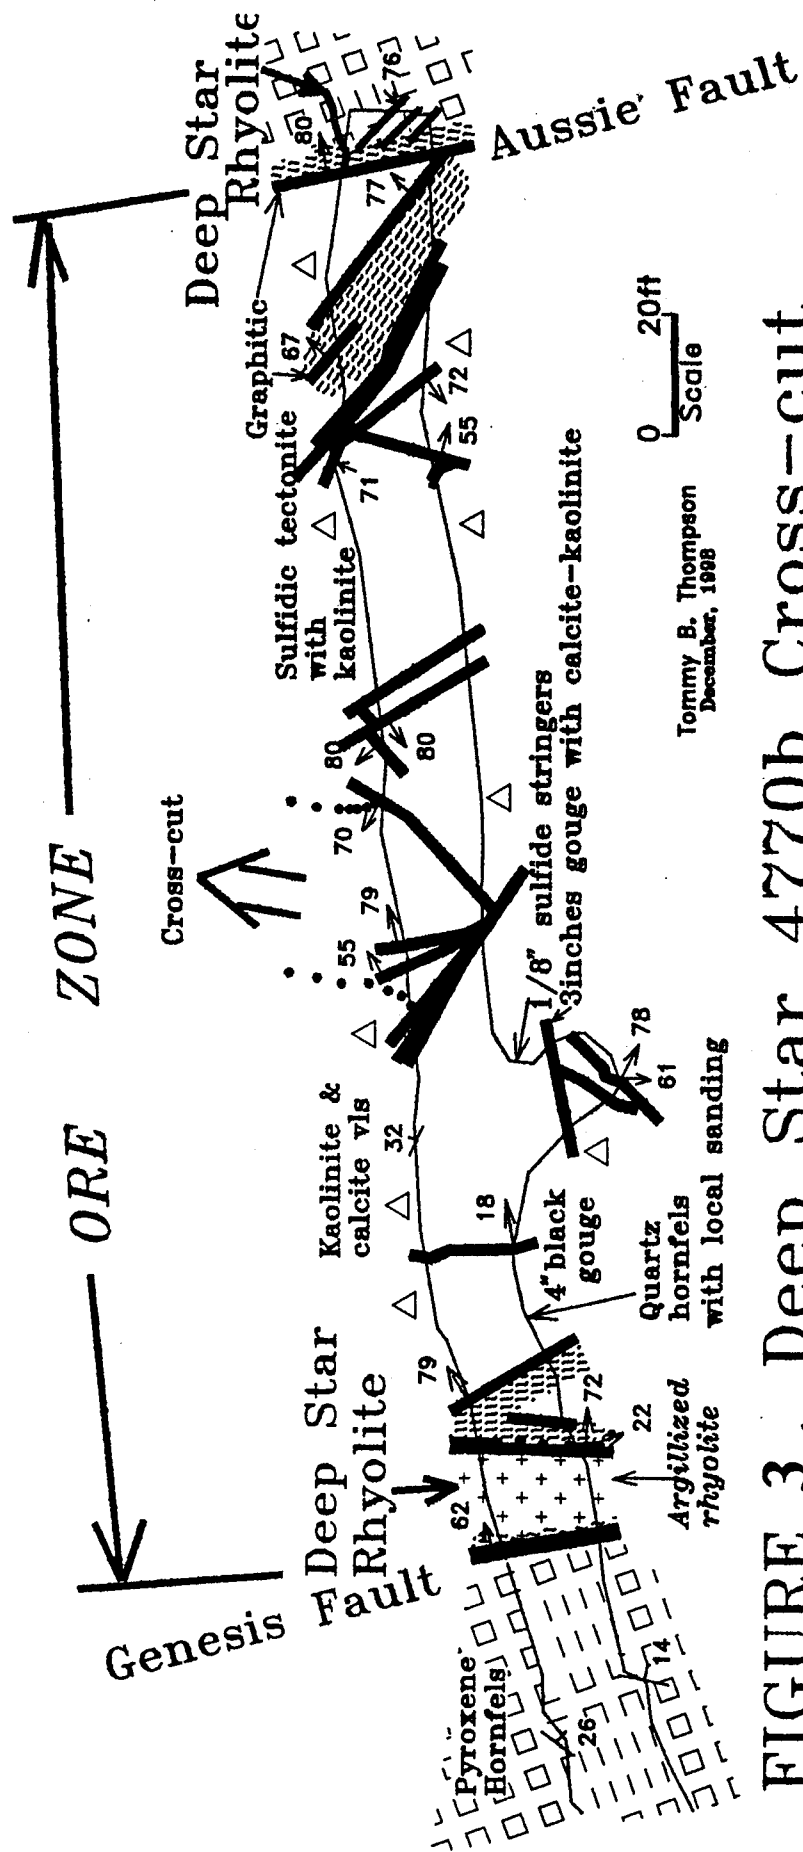 ORE ZONE
Cross-cut
Genesis Fault
Deep Star
Rhyolite
Pyroxene
Hornfels
26
14
62
Argillized
rhyolite
22
72
79
Quartz
hornfels
with local sanding
4"black
gouge
18
Kaolinite &
calcite vls
32
61
78
1/8" sulfide stringers
3inches gouge with calcite-kaolinite
55
79
70
80
80
Sulfidic tectonite
with
kaolinite
71
55
72
Graphitic
67
77
Deep Star
Rhyolite
80
76
Aussie Fault
0 20ft
Scale
Tommy B. Thompson
December, 1998
FIGURE 3. Deep Star 4770b Cross-cut